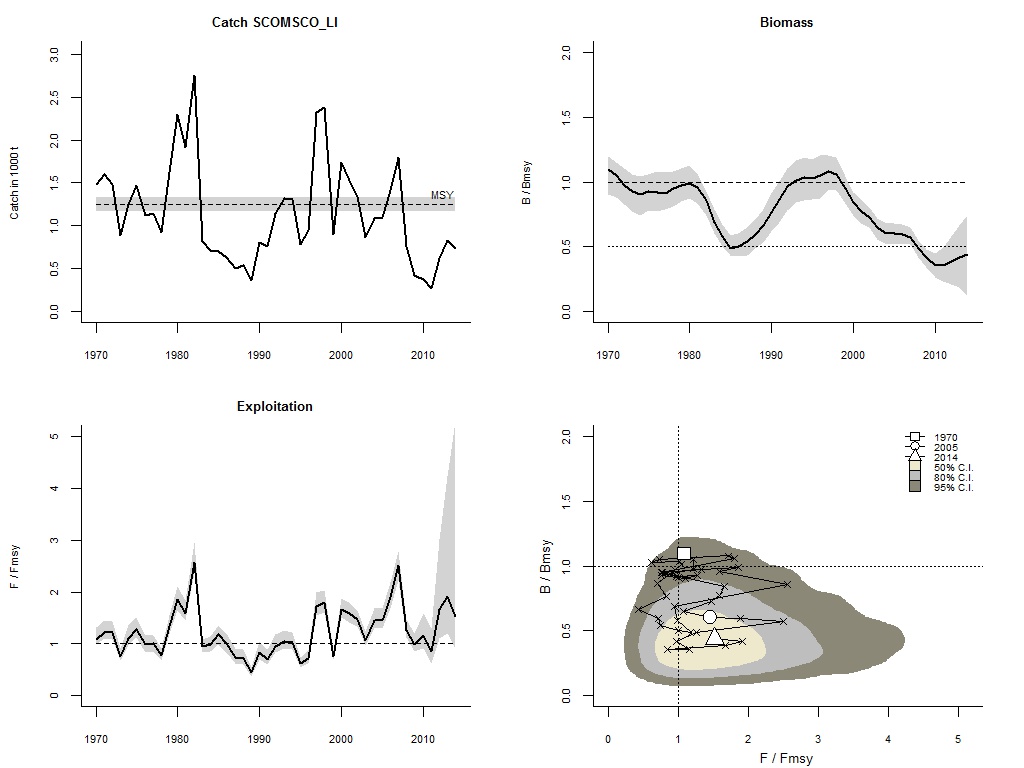 Catch SCOMSCO_LI
Catch in 1000 t
3.0
2.5
2.0
1.5
1.0
0.5
0.0
MSY
1970 1980 1990 2000 2010
Biomass
B / Bmsy
2.0
1.5
1.0
0.5
0.0
1970 1980 1990 2000 2010
Exploitation
F / Fmsy
5
4
3
2
1
0
1970 1980 1990 2000 2010
B / Bmsy
2.0
1.5
1.0
0.5
0.0
1970
2005
2014
50% C.I.
80% C.I.
95% C.I.
0 1 2 3 4 5
F / Fmsy